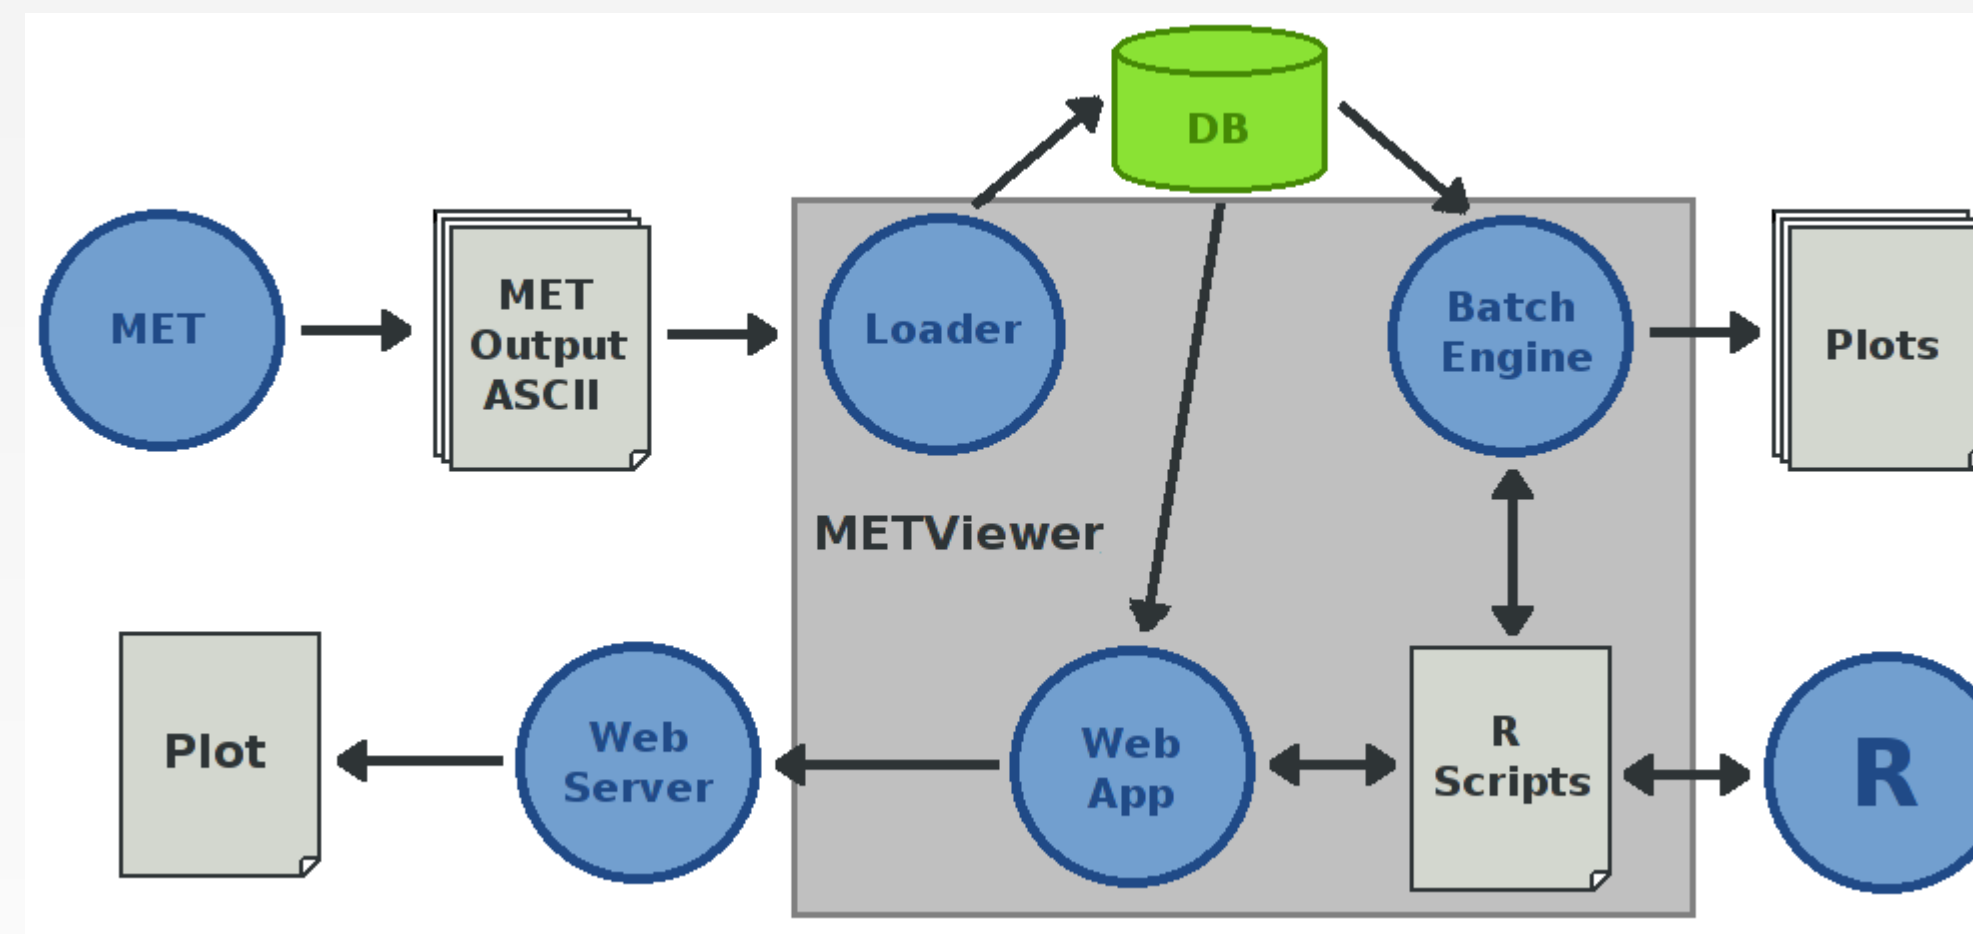 DB
MET
MET
Output
ASCII
Loader
Batch
Engine
Plots
METViewer
Plot
Web
Server
Web
App
R
Scripts
R